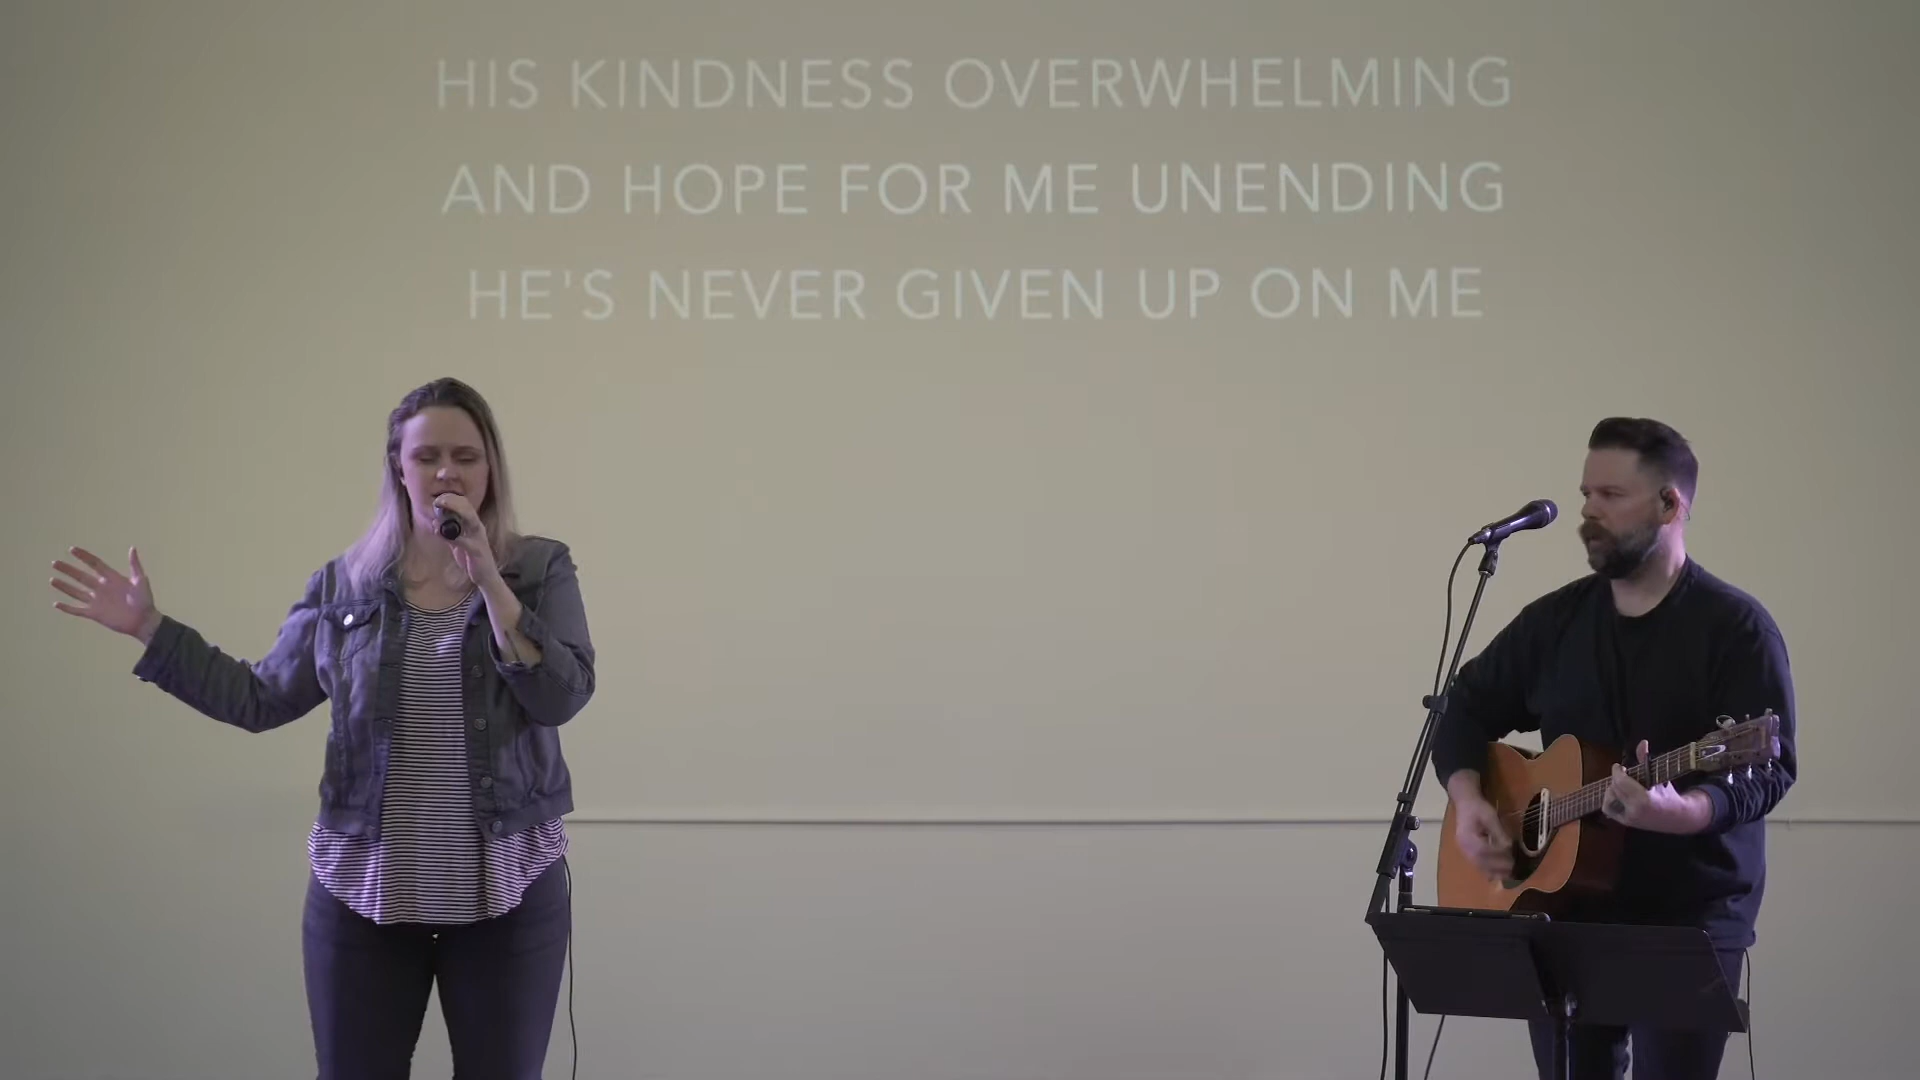 HIS KINDNESS OVERWHELMING
AND HOPE FOR ME UNENDING
HE'S NEVER GIVEN UP ON ME